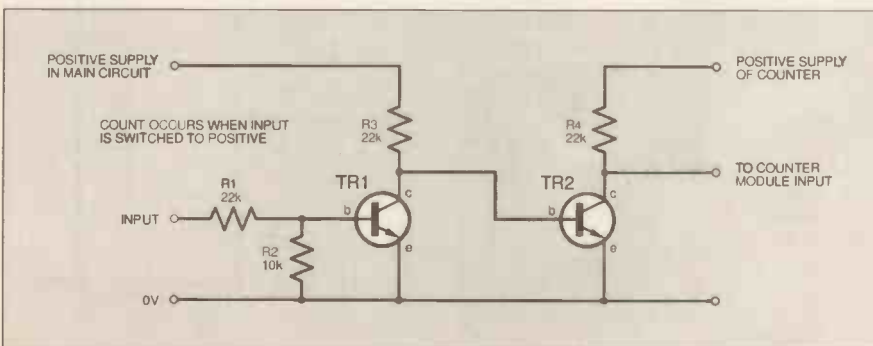 POSITIVE SUPPLY
IN MAIN CIRCUIT
POSITIVE SUPPLY
OF COUNTER
COUNT OCCURS WHEN INPUT
IS SWITCHED TO POSITIVE
R3
22k
R4
22k
TO COUNTER
MODULE INPUT
R1
22k
TR1
TR2
c
c
INPUT
b
b
R2
10k
e
e
0V